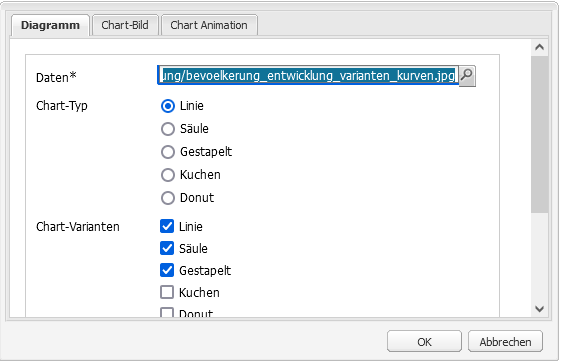 Diagramm Chart-Bild Chart Animation
Daten* ung/bevoelkerung_entwicklung_varianten_kurven.jpg
Chart-Typ Linie
Säule
Gestapelt
Kuchen
Donut
Chart-Varianten Linie
Säule
Gestapelt
Kuchen
Donut
OK Abbrechen